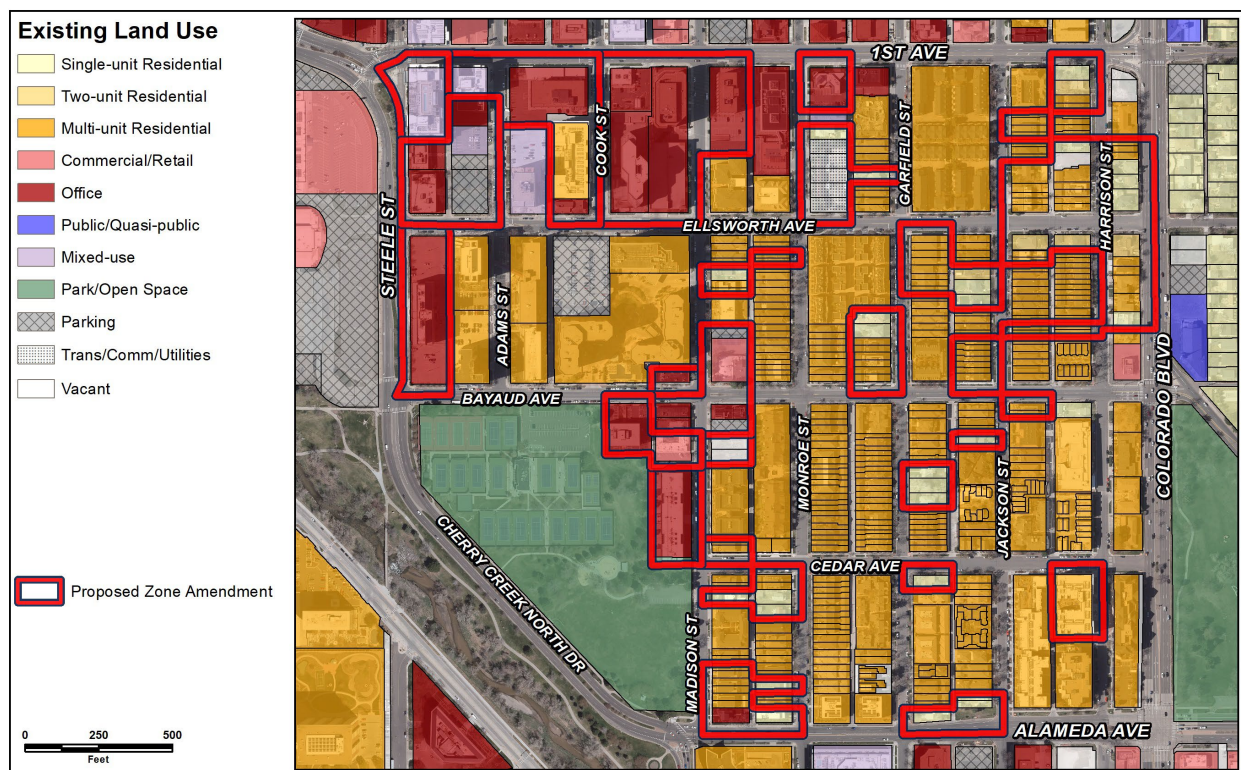 Existing Land Use
Single-unit Residential
Two-unit Residential
Multi-unit Residential
Commercial/Retail
Office
Public/Quasi-public
Mixed-use
Park/Open Space
Parking
Trans/Comm/Utilities
Vacant
Proposed Zone Amendment
0 250 500
Feet
1ST AVE
COOK ST
GARFIELD ST
HARRISON ST
STEELE ST
ELLSWORTH AVE
ADAMS ST
BAYAUD AVE
COLORADO BLVD
MONROE ST
JACKSON ST
CHERRY CREEK NORTH DR
CEDAR AVE
MADISON ST
ALAMEDA AVE